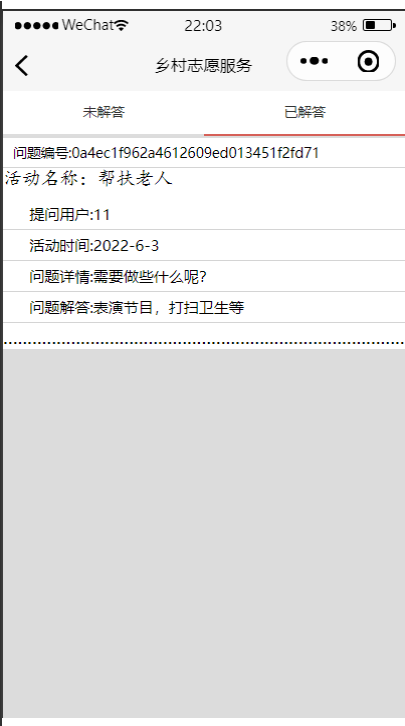 WeChat 22:03 38%
乡村志愿服务
未解答 已解答
问题编号:0a4ec1f962a4612609ed013451f2fd71
活动名称：帮扶老人
提问用户:11
活动时间:2022-6-3
问题详情:需要做些什么呢?
问题解答:表演节目，打扫卫生等